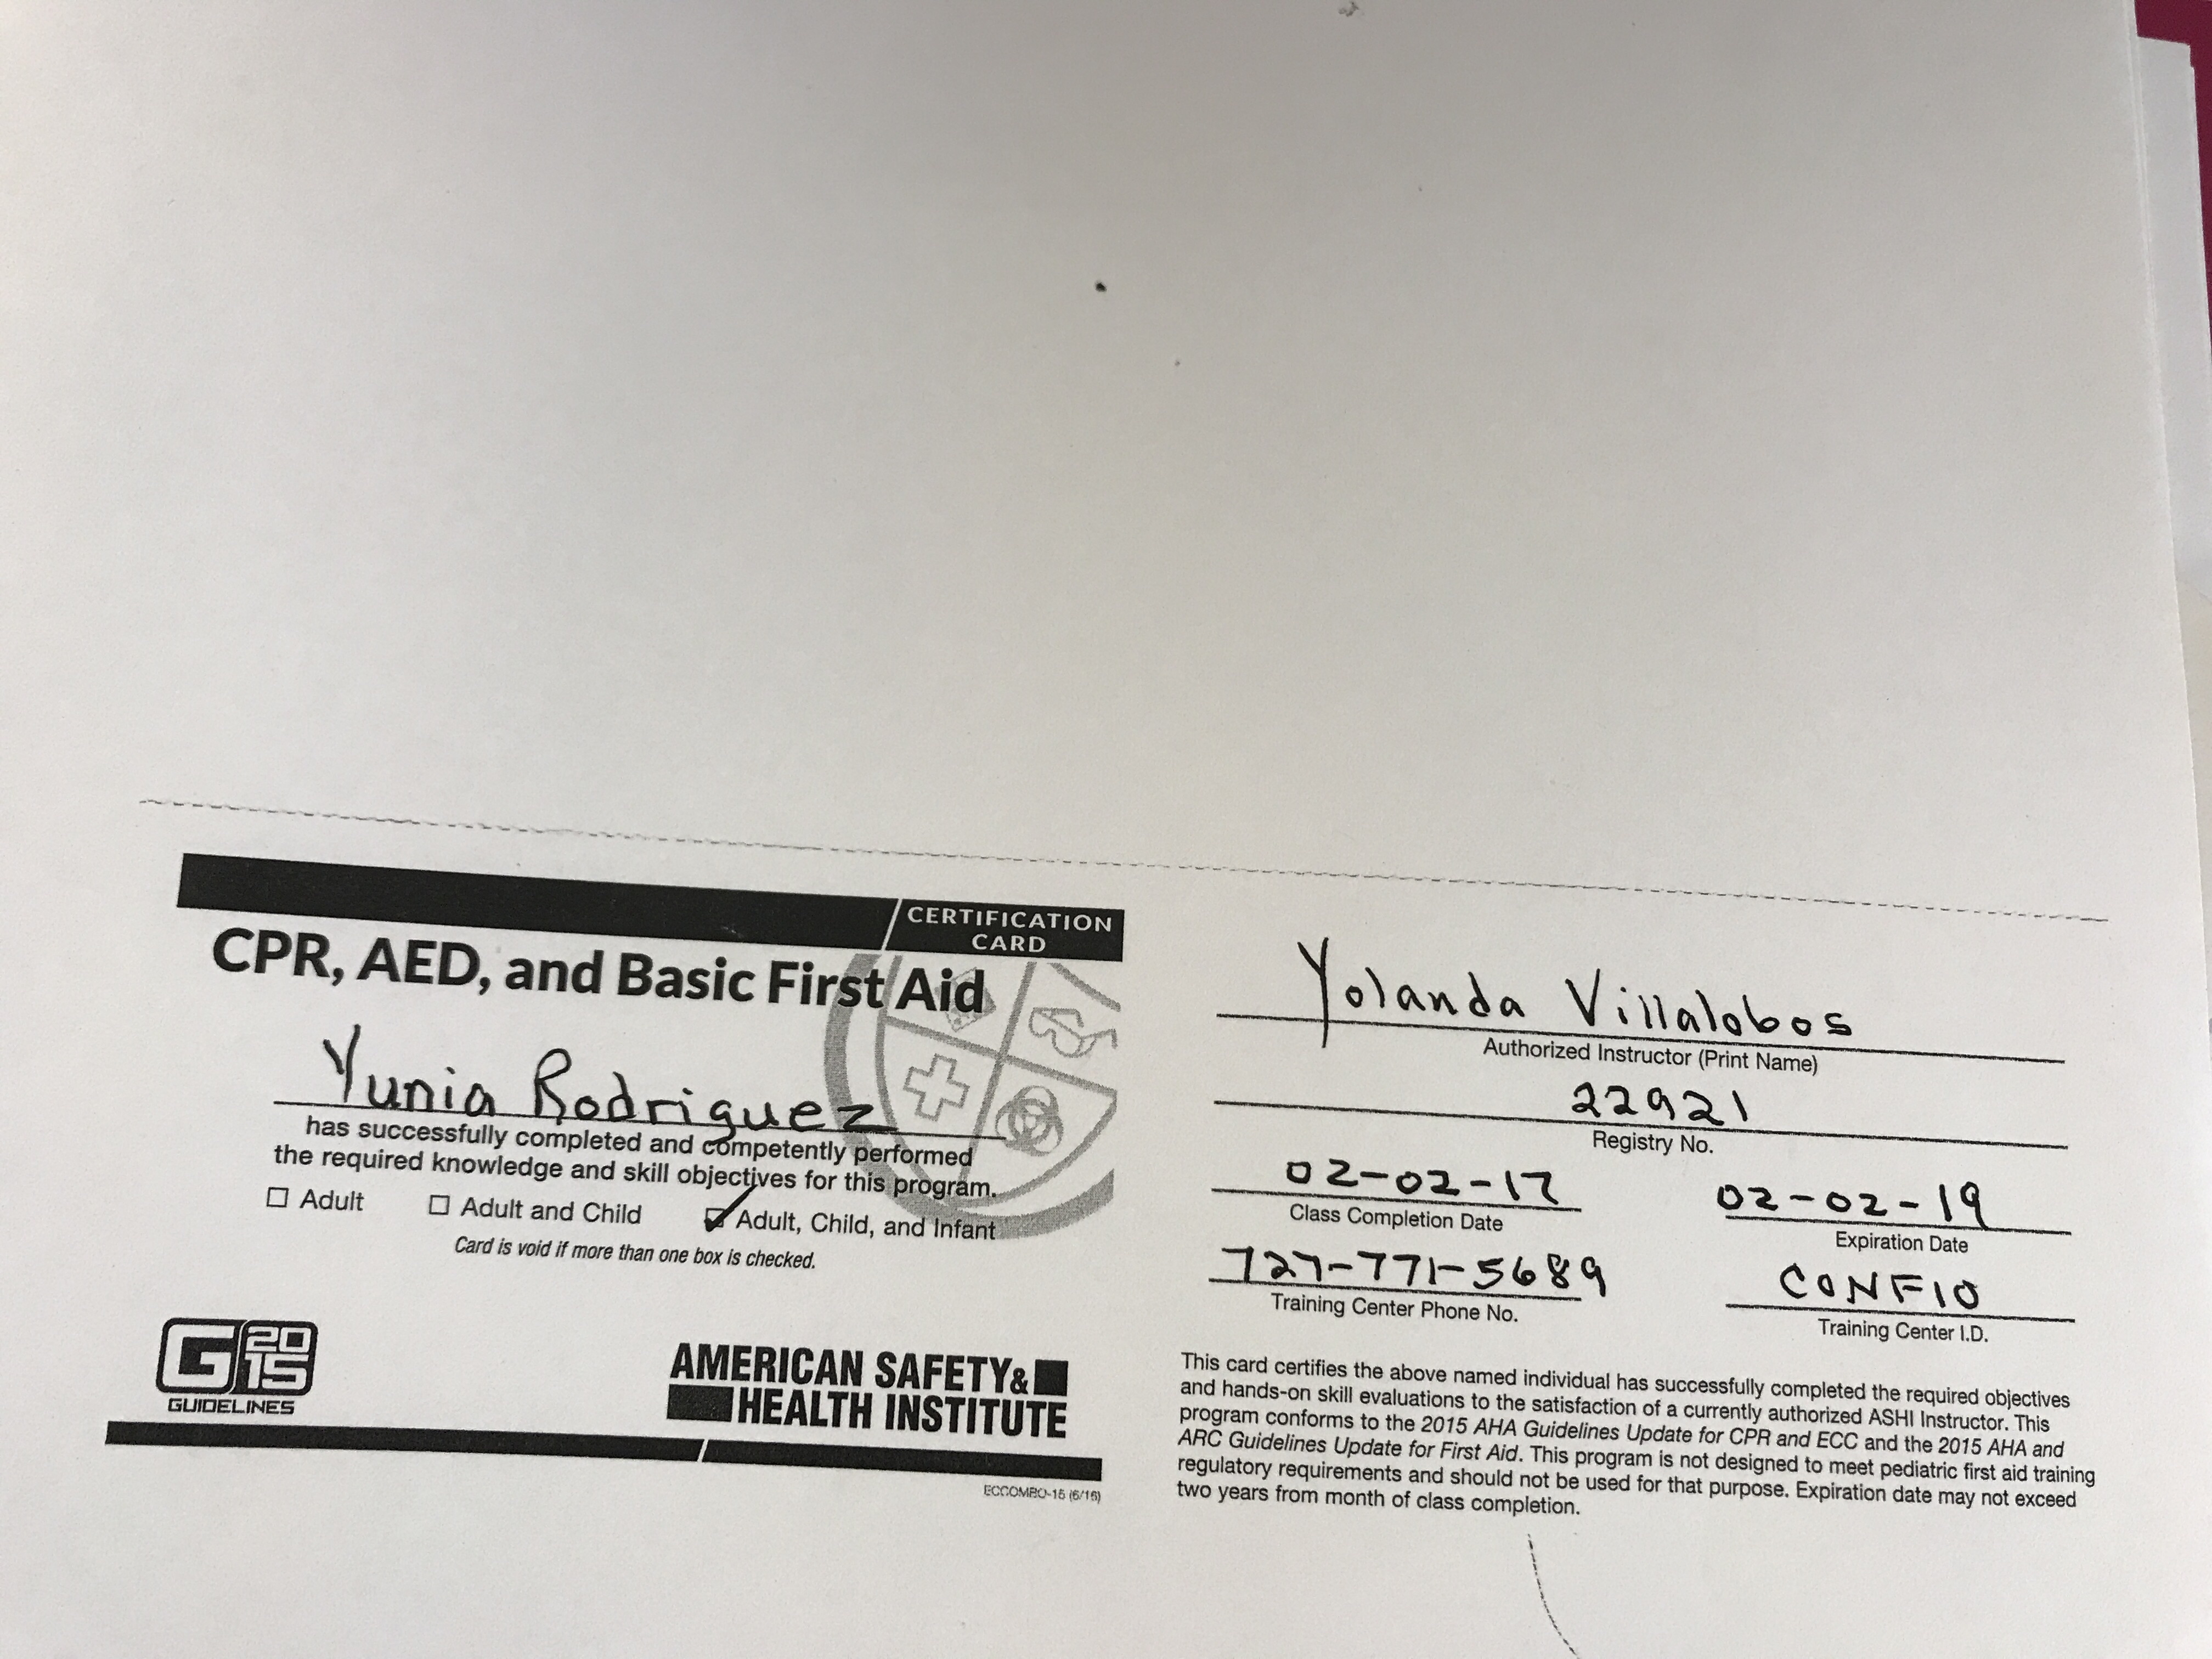 CERTIFICATION
CARD
CPR, AED, and Basic First Aid
Yunia Rodriguez
has successfully completed and competently performed
the required knowledge and skill objectives for this program.
☐ Adult ☐ Adult and Child ☑ Adult, Child, and Infant
Card is void if more than one box is checked.
G2015
GUIDELINES
AMERICAN SAFETY &
HEALTH INSTITUTE
ECCOMBO-15 (6/16)
Yolanda Villalobos
Authorized Instructor (Print Name)
22921
Registry No.
02-02-17 02-02-19
Class Completion Date Expiration Date
727-771-5689 CONF10
Training Center Phone No. Training Center I.D.
This card certifies the above named individual has successfully completed the required objectives
and hands-on skill evaluations to the satisfaction of a currently authorized ASHI Instructor. This
program conforms to the 2015 AHA Guidelines Update for CPR and ECC and the 2015 AHA and
ARC Guidelines Update for First Aid. This program is not designed to meet pediatric first aid training
regulatory requirements and should not be used for that purpose. Expiration date may not exceed
two years from month of class completion.